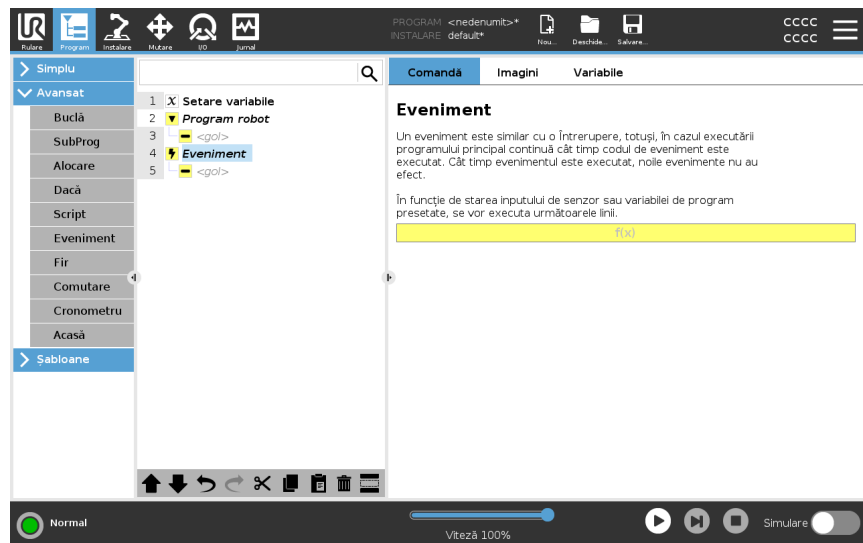 PROGRAM <nedenumit>*
INSTALARE default*
CCCC
CCCC
Rulare Program Instalare Mutare I/O Jurnal Nou... Deschide... Salvare...
Simplu
Avansat
Buclă
SubProg
Alocare
Dacă
Script
Eveniment
Fir
Comutare
Cronometru
Acasă
Șabloane
1 X Setare variabile
2 Program robot
3 <gol>
4 Eveniment
5 <gol>
Comandă Imagini Variabile
Eveniment
Un eveniment este similar cu o Întrerupere, totuși, în cazul executării
programului principal continuă cât timp codul de eveniment este
executat. Cât timp evenimentul este executat, noile evenimente nu au
efect.
În funcție de starea inputului de senzor sau variabilei de program
presetate, se vor executa următoarele linii.
f(x)
Normal
Viteză 100%
Simulare